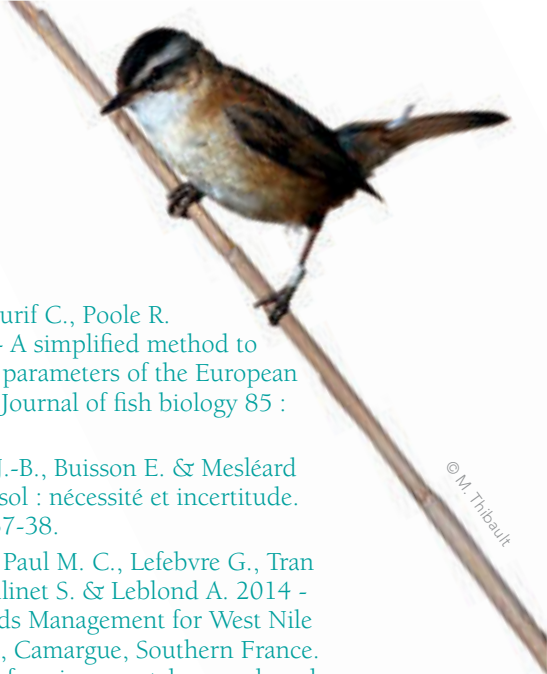 urif C., Poole R.
- A simplified method to
parameters of the European
Journal of fish biology 85 :
N.-B., Buisson E. & Mesléard
sol : nécessité et incertitude.
37-38.
Paul M. C., Lefebvre G., Tran
linet S. & Leblond A. 2014 -
ds Management for West Nile
, Camargue, Southern France.
© M. Thibault